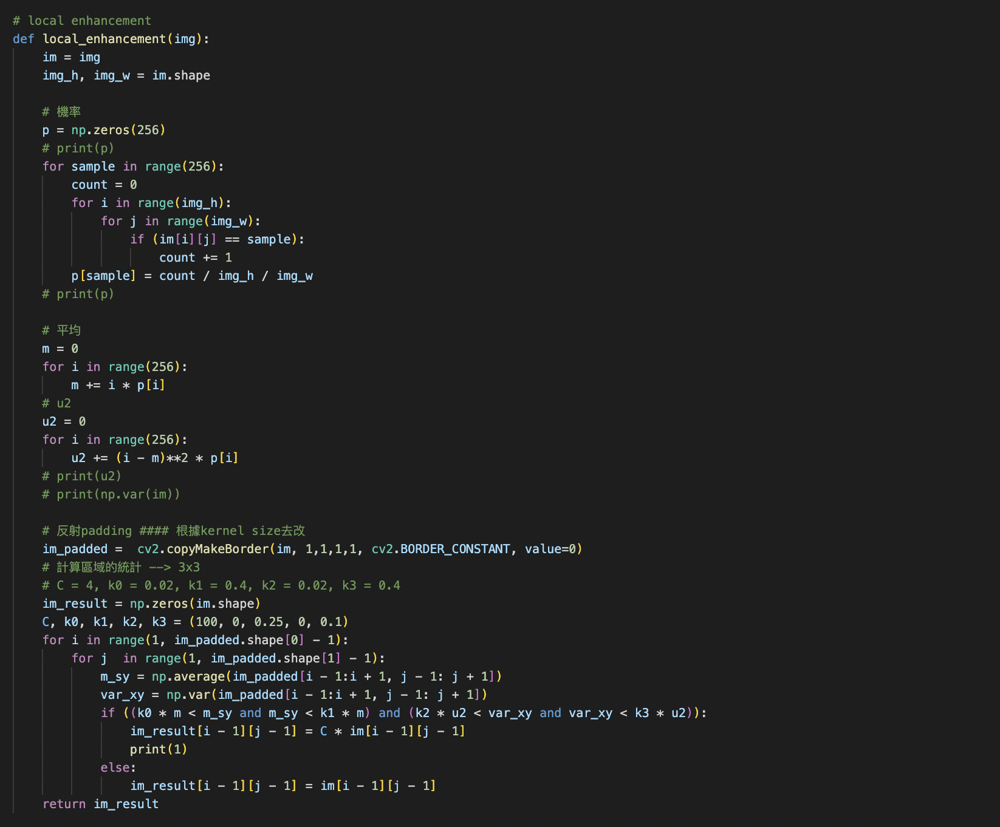 # local enhancement
def local_enhancement(img):
    im = img
    img_h, img_w = im.shape

    # 機率
    p = np.zeros(256)
    # print(p)
    for sample in range(256):
        count = 0
        for i in range(img_h):
            for j in range(img_w):
                if (im[i][j] == sample):
                    count += 1
        p[sample] = count / img_h / img_w
    # print(p)

    # 平均
    m = 0
    for i in range(256):
        m += i * p[i]
    # u2
    u2 = 0
    for i in range(256):
        u2 += (i - m)**2 * p[i]
    # print(u2)
    # print(np.var(im))

    # 反射padding #### 根據kernel size去改
    im_padded =  cv2.copyMakeBorder(im, 1,1,1,1, cv2.BORDER_CONSTANT, value=0)
    # 計算區域的統計 --> 3x3
    # C = 4, k0 = 0.02, k1 = 0.4, k2 = 0.02, k3 = 0.4
    im_result = np.zeros(im.shape)
    C, k0, k1, k2, k3 = (100, 0, 0.25, 0, 0.1)
    for i in range(1, im_padded.shape[0] - 1):
        for j  in range(1, im_padded.shape[1] - 1):
            m_sy = np.average(im_padded[i - 1:i + 1, j - 1: j + 1])
            var_xy = np.var(im_padded[i - 1:i + 1, j - 1: j + 1])
            if ((k0 * m < m_sy and m_sy < k1 * m) and (k2 * u2 < var_xy and var_xy < k3 * u2)):
                im_result[i - 1][j - 1] = C * im[i - 1][j - 1]
                print(1)
            else:
                im_result[i - 1][j - 1] = im[i - 1][j - 1]
    return im_result